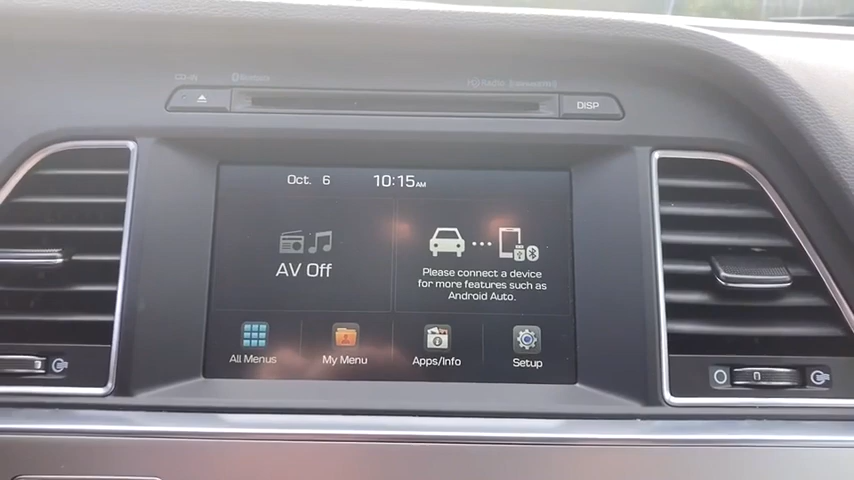 CD-IN
Bluetooth
DISP
Oct. 6
10:15AM
AV Off
Please connect a device
for more features such as
Android Auto.
All Menus
My Menu
Apps/Info
Setup